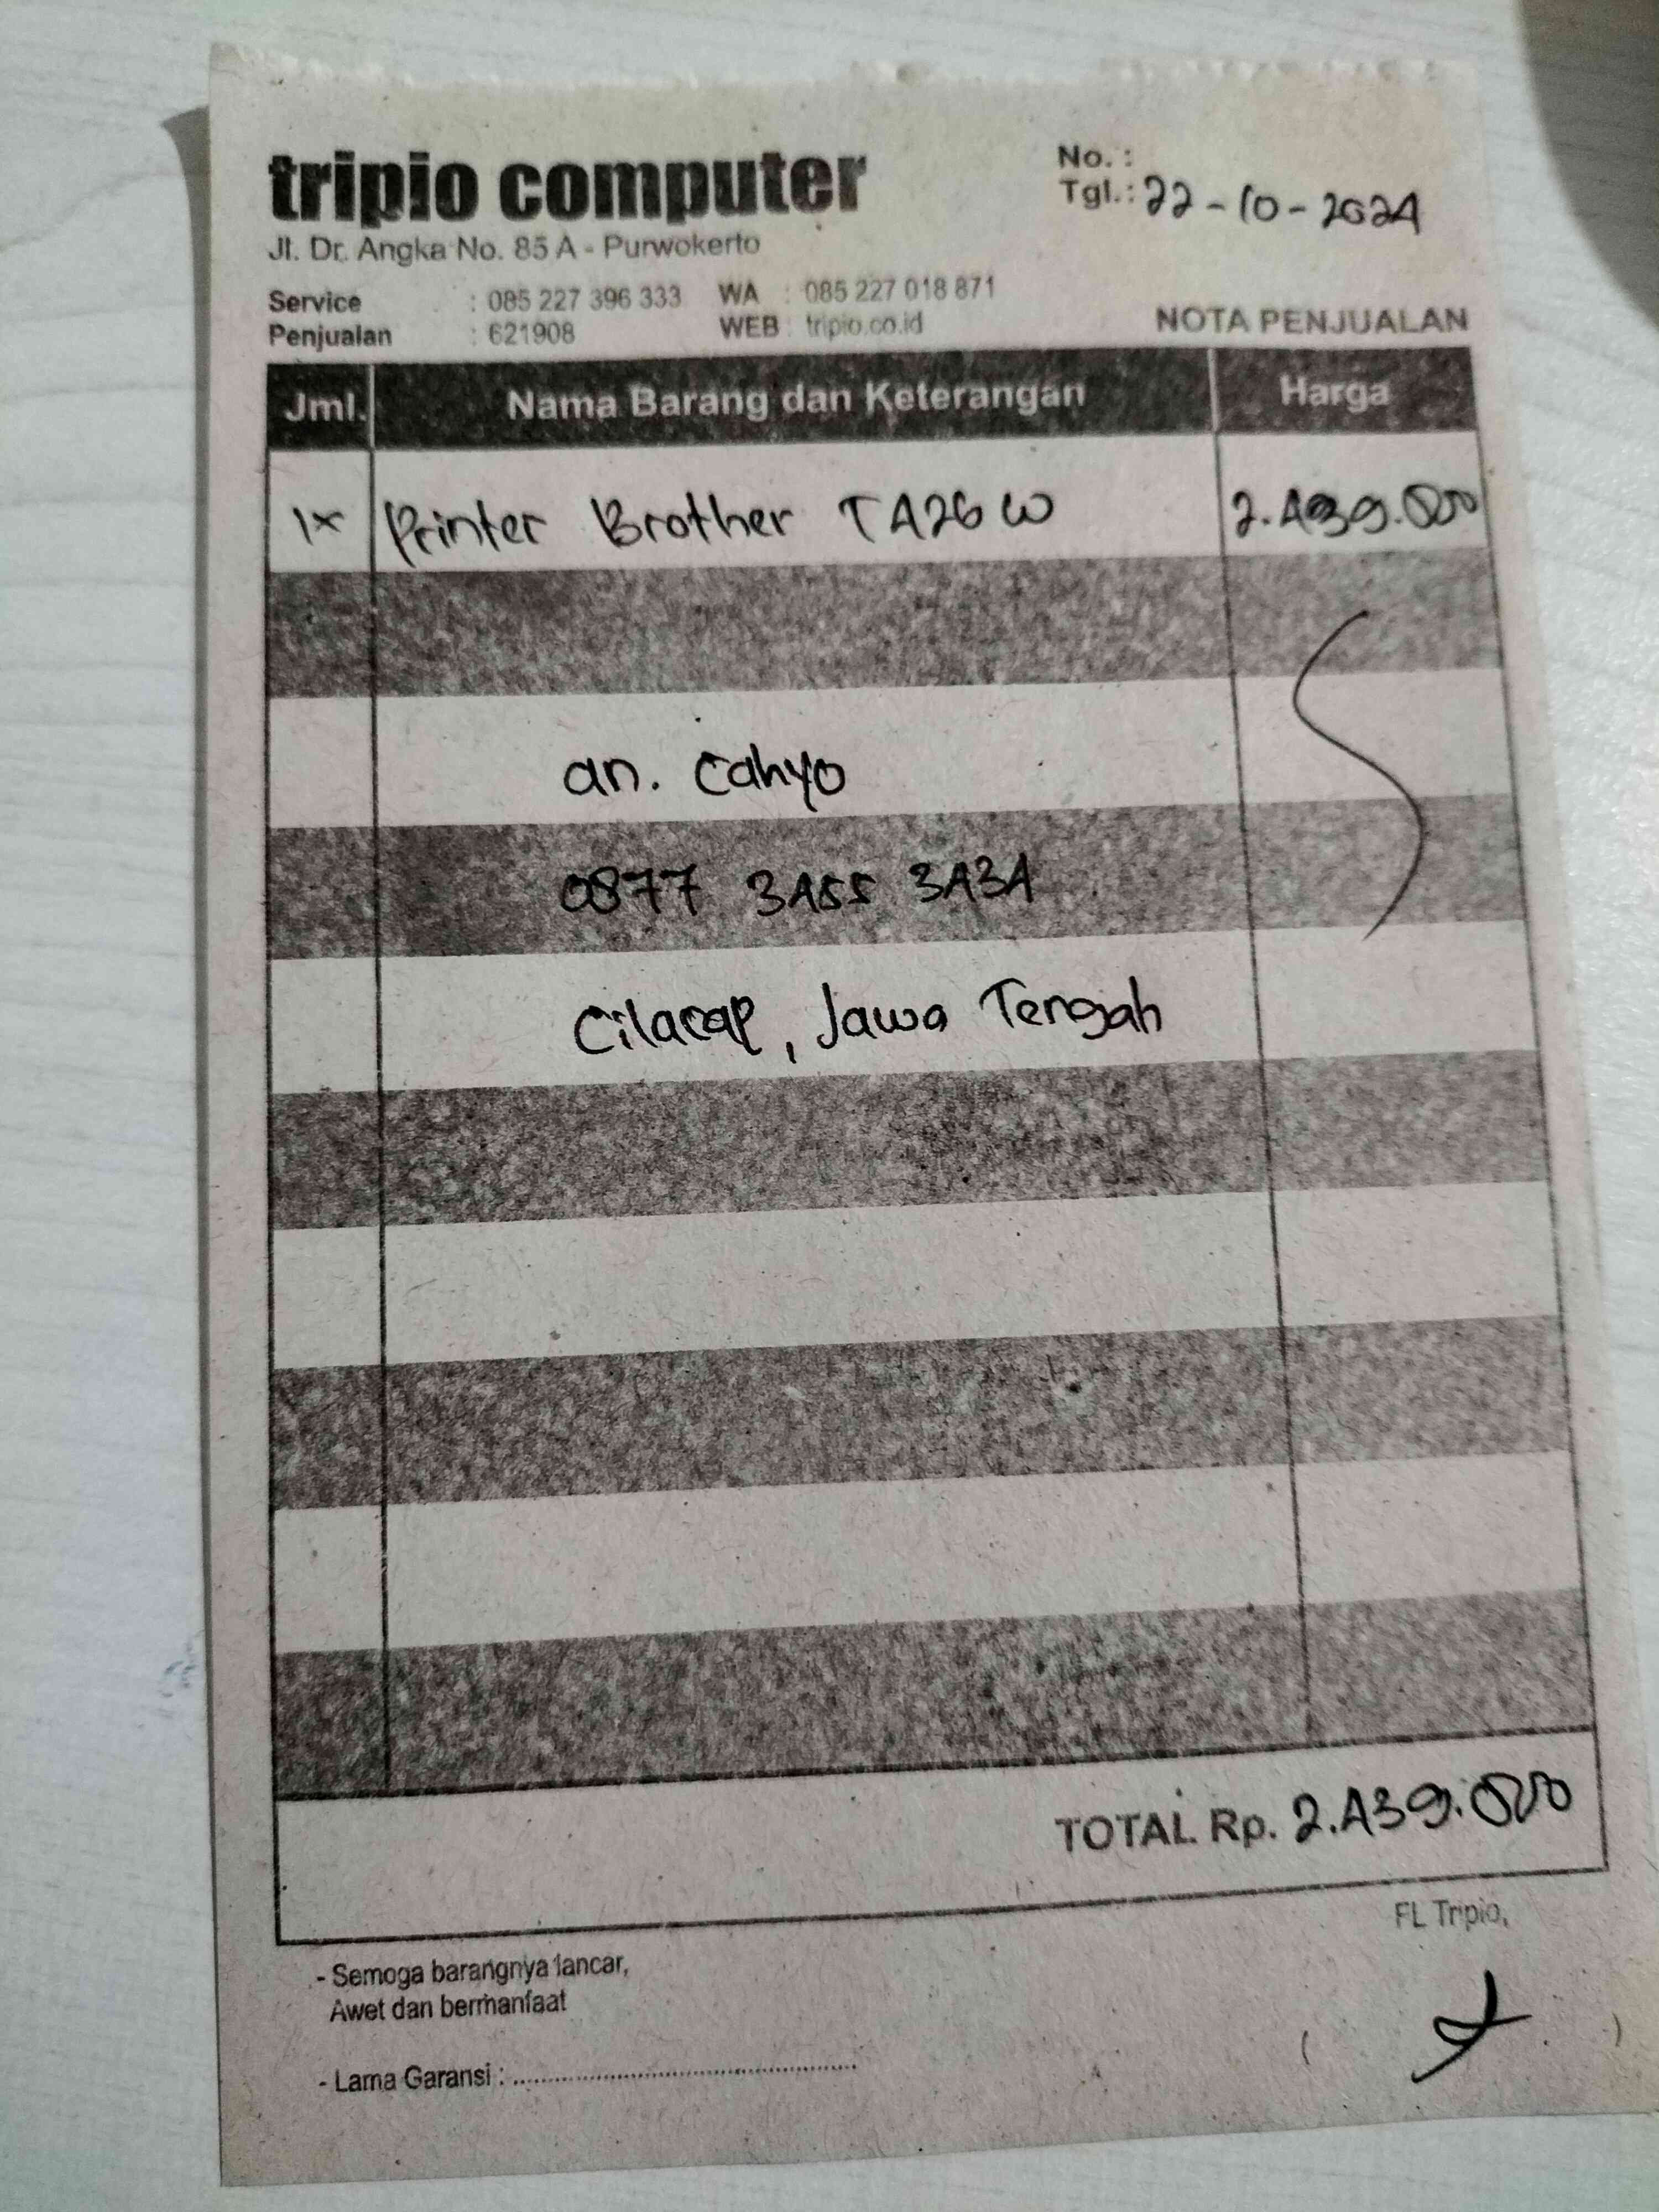 tripio computer
No. :
Tgl.: 22-10-2024
Jl. Dr. Angka No. 85 A - Purwokerto
Service : 085 227 396 333 WA : 085 227 018 871
Penjualan : 621908 WEB : tripio.co.id
NOTA PENJUALAN
Jml. Nama Barang dan Keterangan Harga
1x Printer Brother T426 W 2.439.000
an. Cahyo
0877 3455 3434
Cilacap, Jawa Tengah
TOTAL Rp. 2.439.000
FL Tripio,
- Semoga barangnya lancar,
Awet dan bermanfaat
- Lama Garansi : ......................................................
( )